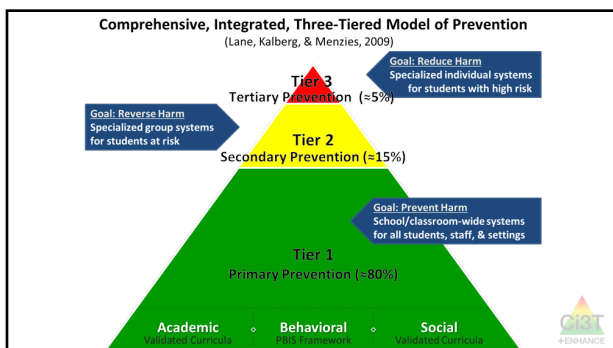 Comprehensive, Integrated, Three-Tiered Model of Prevention
(Lane, Kalberg, & Menzies, 2009)
Goal: Reduce Harm
Specialized individual systems
for students with high risk
Tier 3
Tertiary Prevention (≈5%)
Goal: Reverse Harm
Specialized group systems
for students at risk
Tier 2
Secondary Prevention (≈15%)
Goal: Prevent Harm
School/classroom-wide systems
for all students, staff, & settings
Tier 1
Primary Prevention (≈80%)
Academic ◇ Behavioral ◇ Social
Validated Curricula PBIS Framework Validated Curricula
Ci3T
+ENHANCE